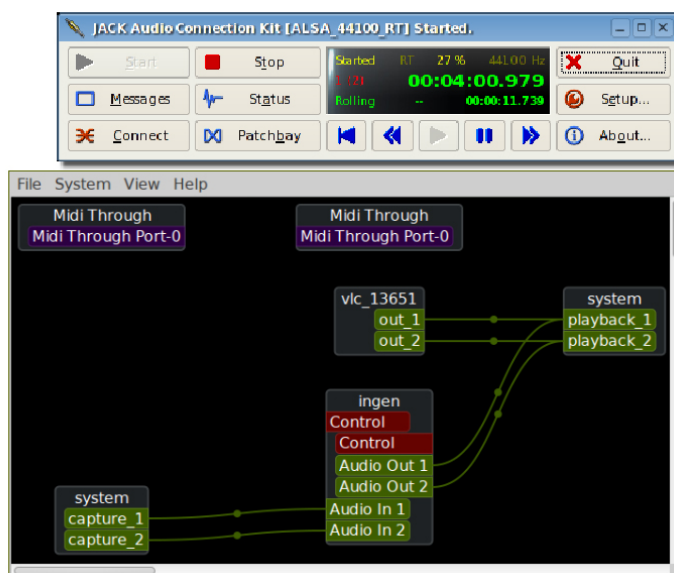 JACK Audio Connection Kit [ALSA_44100_RT] Started.
Start Stop Started RT 27 % 44100 Hz Quit
00:04:00.979
Messages Status Rolling -- 00:00:11.739 Setup...
Connect Patchbay About...
File System View Help
Midi Through Midi Through
Midi Through Port-0 Midi Through Port-0
vlc_13651 system
out_1 playback_1
out_2 playback_2
ingen
Control
Control
Audio Out 1
Audio Out 2
system Audio In 1
capture_1 Audio In 2
capture_2